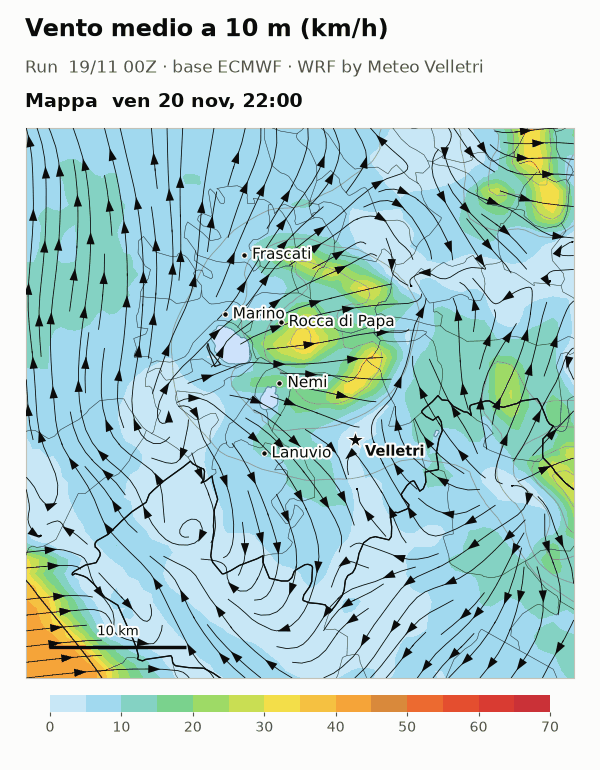 Vento medio a 10 m (km/h)
Run  19/11 00Z · base ECMWF · WRF by Meteo Velletri
Mappa  ven 20 nov, 22:00
Frascati
Marino
Rocca di Papa
Nemi
Velletri
Lanuvio
10 km
0 10 20 30 40 50 60 70